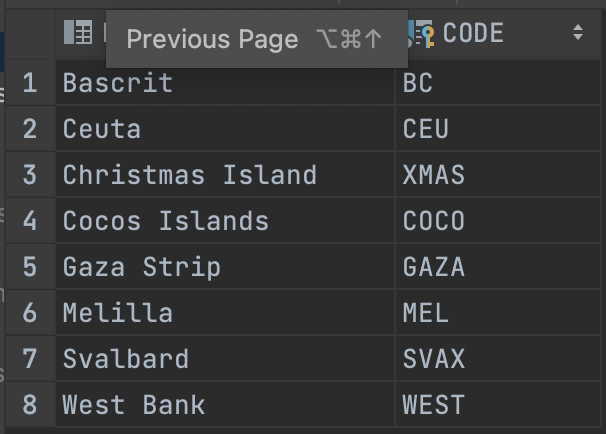 Previous Page ⌥⌘↑
CODE
1 Bascrit BC
2 Ceuta CEU
3 Christmas Island XMAS
4 Cocos Islands COCO
5 Gaza Strip GAZA
6 Melilla MEL
7 Svalbard SVAX
8 West Bank WEST